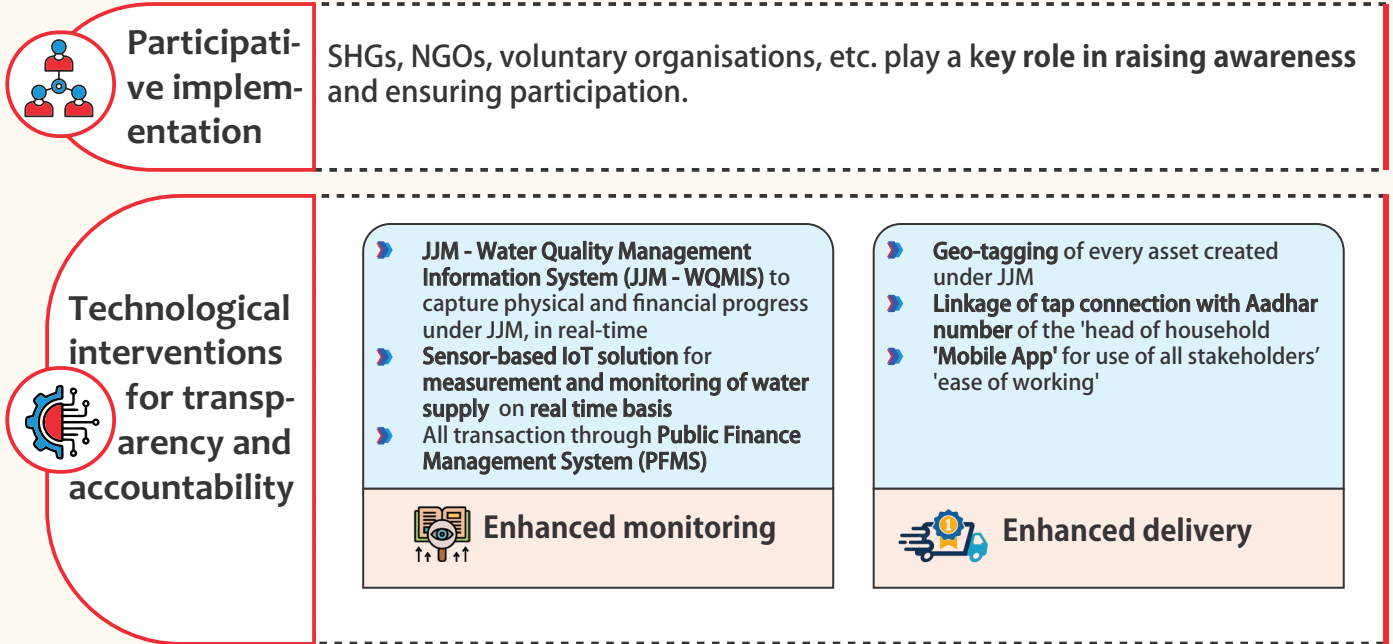 Participati-
ve implem-
entation
SHGs, NGOs, voluntary organisations, etc. play a key role in raising awareness
and ensuring participation.
Technological
interventions
for transp-
arency and
accountability
JJM - Water Quality Management
Information System (JJM - WQMIS) to
capture physical and financial progress
under JJM, in real-time
Sensor-based IoT solution for
measurement and monitoring of water
supply on real time basis
All transaction through Public Finance
Management System (PFMS)
Enhanced monitoring
Geo-tagging of every asset created
under JJM
Linkage of tap connection with Aadhar
number of the 'head of household
'Mobile App' for use of all stakeholders’
'ease of working'
1
Enhanced delivery